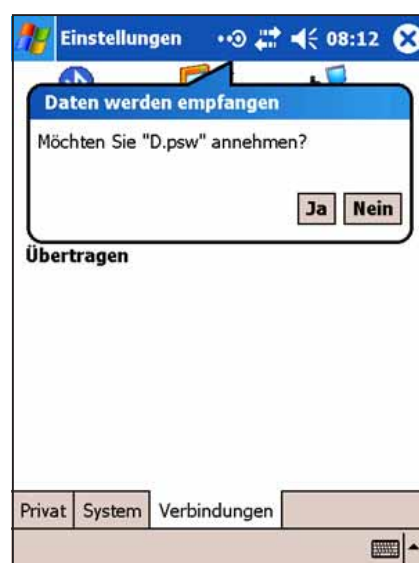 Einstellungen 08:12
Daten werden empfangen
Möchten Sie "D.psw" annehmen?
Ja Nein
Übertragen
Privat System Verbindungen